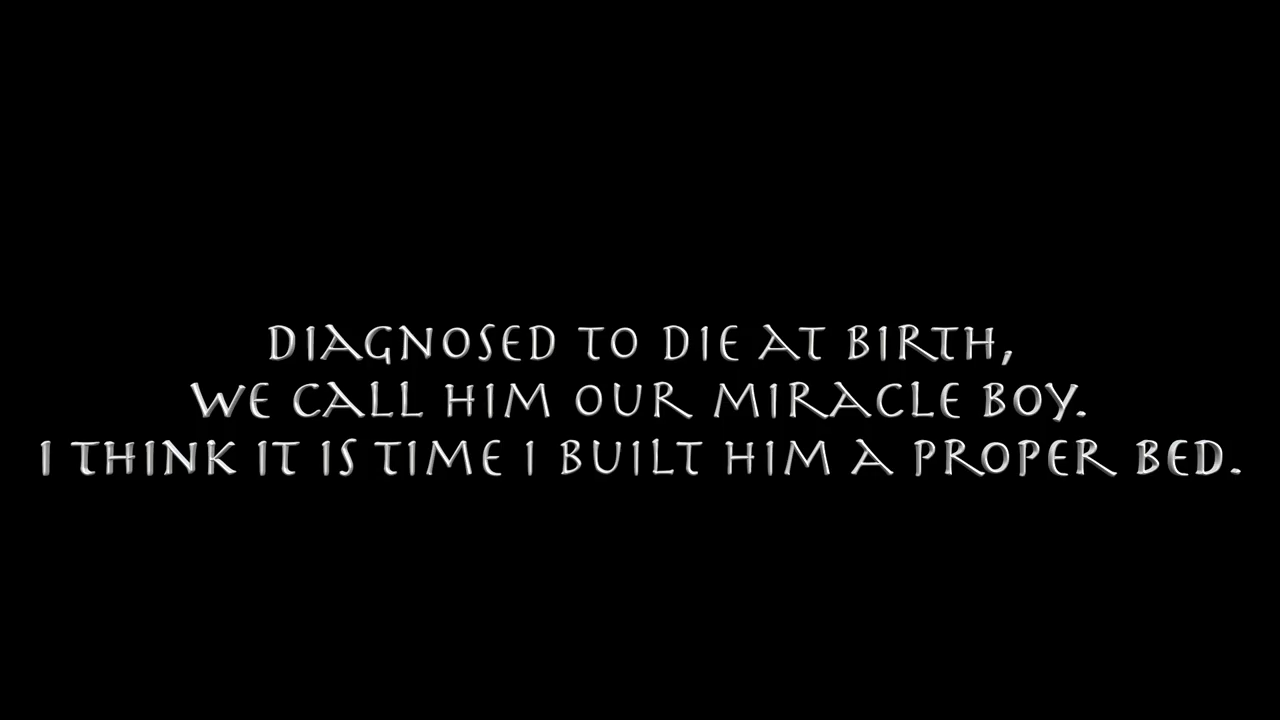 DIAGNOSED TO DIE AT BIRTH,
WE CALL HIM OUR MIRACLE BOY.
I THINK IT IS TIME I BUILT HIM A PROPER BED.